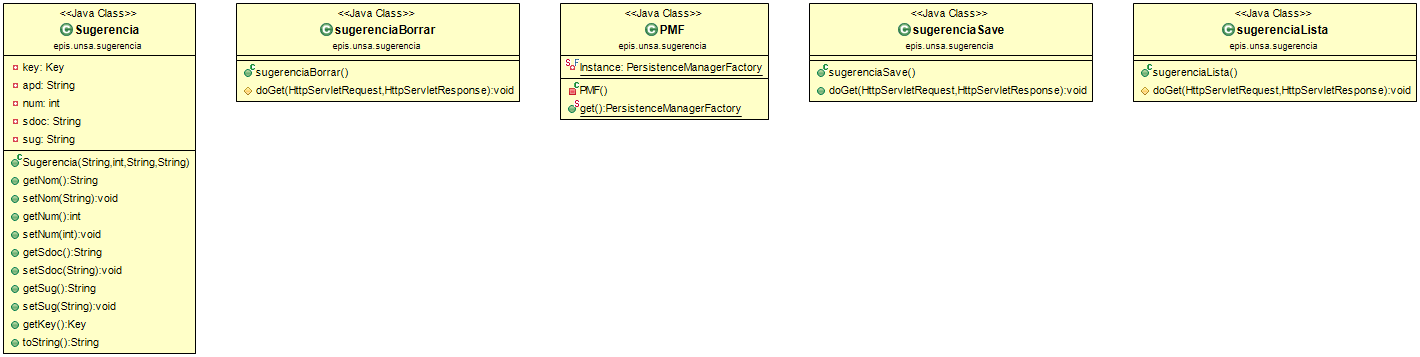 <<Java Class>>
Sugerencia
epis.unsa.sugerencia
key: Key
apd: String
num: int
sdoc: String
sug: String
Sugerencia(String,int,String,String)
getNom():String
setNom(String):void
getNum():int
setNum(int):void
getSdoc():String
setSdoc(String):void
getSug():String
setSug(String):void
getKey():Key
toString():String
<<Java Class>>
sugerenciaBorrar
epis.unsa.sugerencia
sugerenciaBorrar()
doGet(HttpServletRequest,HttpServletResponse):void
<<Java Class>>
PMF
epis.unsa.sugerencia
Instance: PersistenceManagerFactory
PMF()
get():PersistenceManagerFactory
<<Java Class>>
sugerenciaSave
epis.unsa.sugerencia
sugerenciaSave()
doGet(HttpServletRequest,HttpServletResponse):void
<<Java Class>>
sugerenciaLista
epis.unsa.sugerencia
sugerenciaLista()
doGet(HttpServletRequest,HttpServletResponse):void